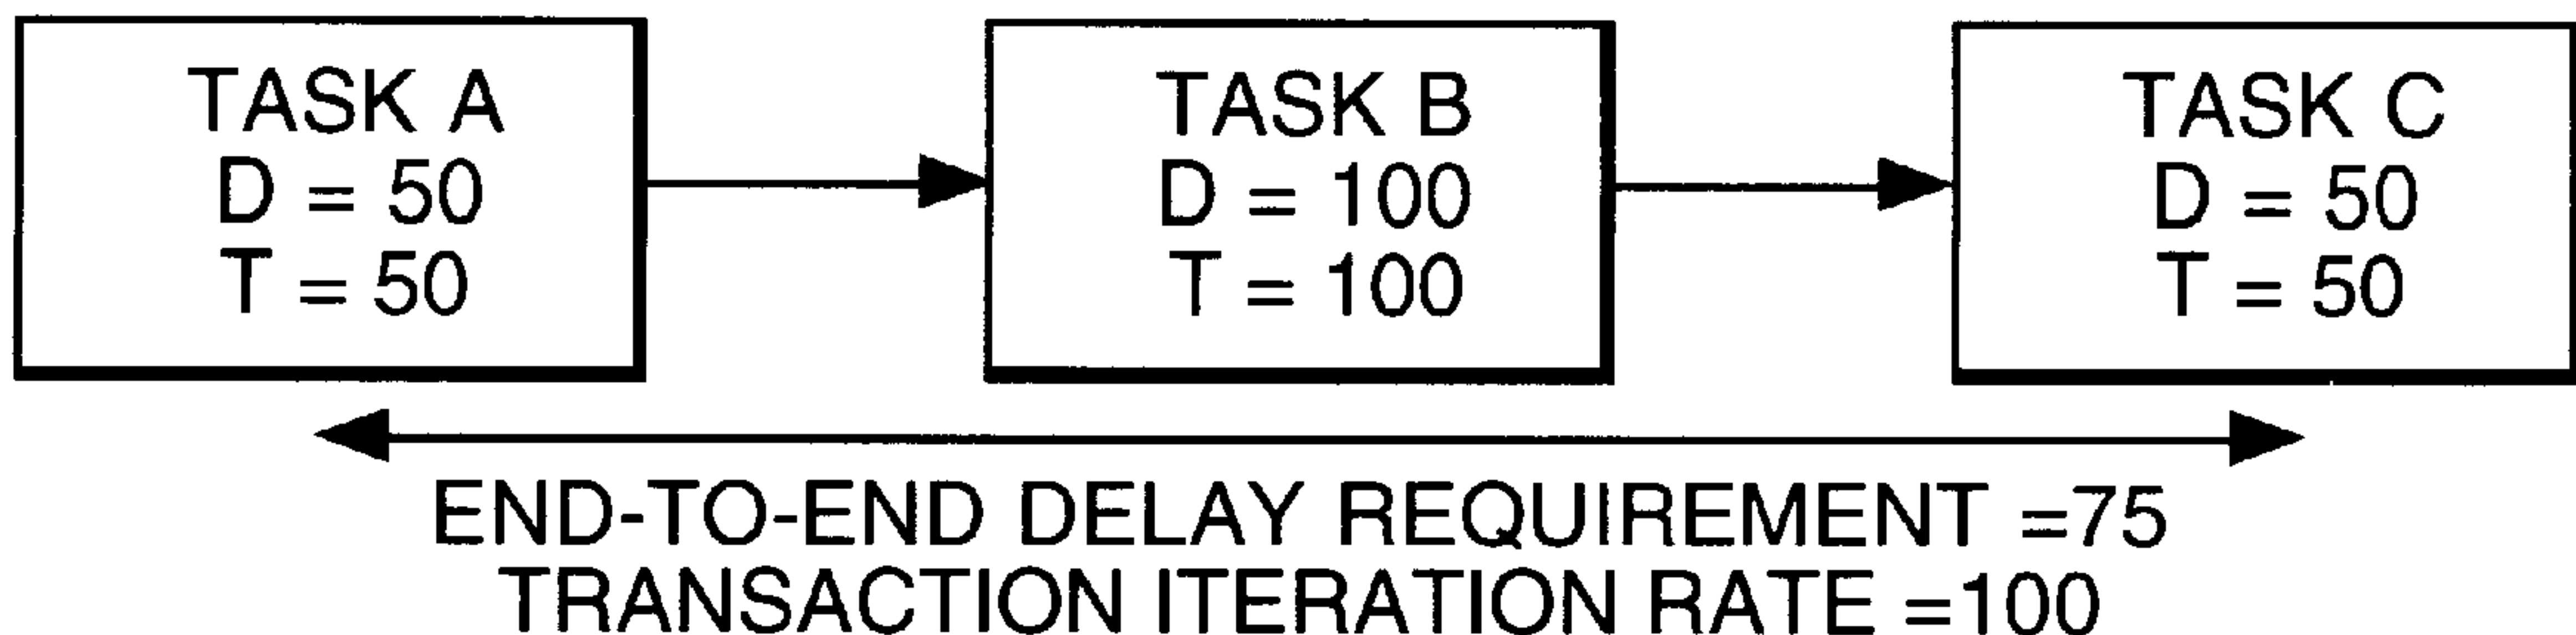 TASK A
D = 50
T = 50
TASK B
D = 100
T = 100
TASK C
D = 50
T = 50
END-TO-END DELAY REQUIREMENT =75
TRANSACTION ITERATION RATE =100